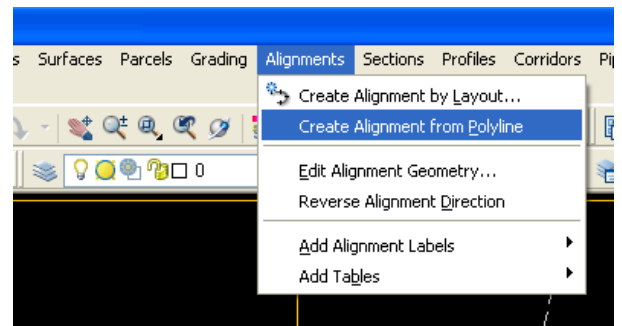 s Surfaces Parcels Grading Alignments Sections Profiles Corridors Pi
Create Alignment by Layout...
Create Alignment from Polyline
0
Edit Alignment Geometry...
Reverse Alignment Direction
Add Alignment Labels
Add Tables